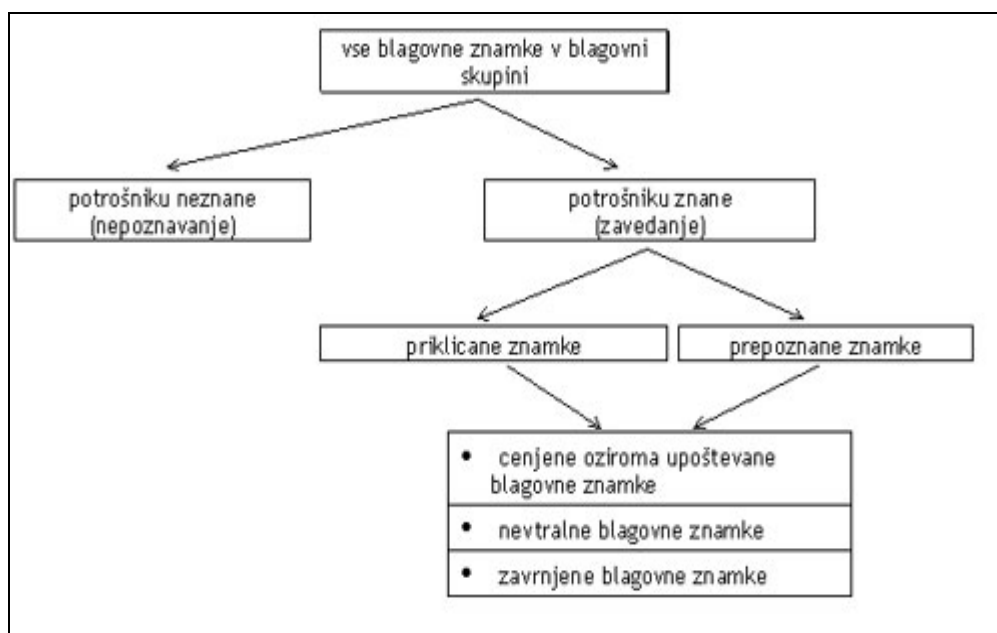 vse blagovne znamke v blagovni
skupini
potrošniku neznane
(nepoznavanje)
potrošniku znane
(zavedanje)
priklicane znamke
prepoznane znamke
• cenjene oziroma upoštevane
blagovne znamke
• nevtralne blagovne znamke
• zavrnjene blagovne znamke